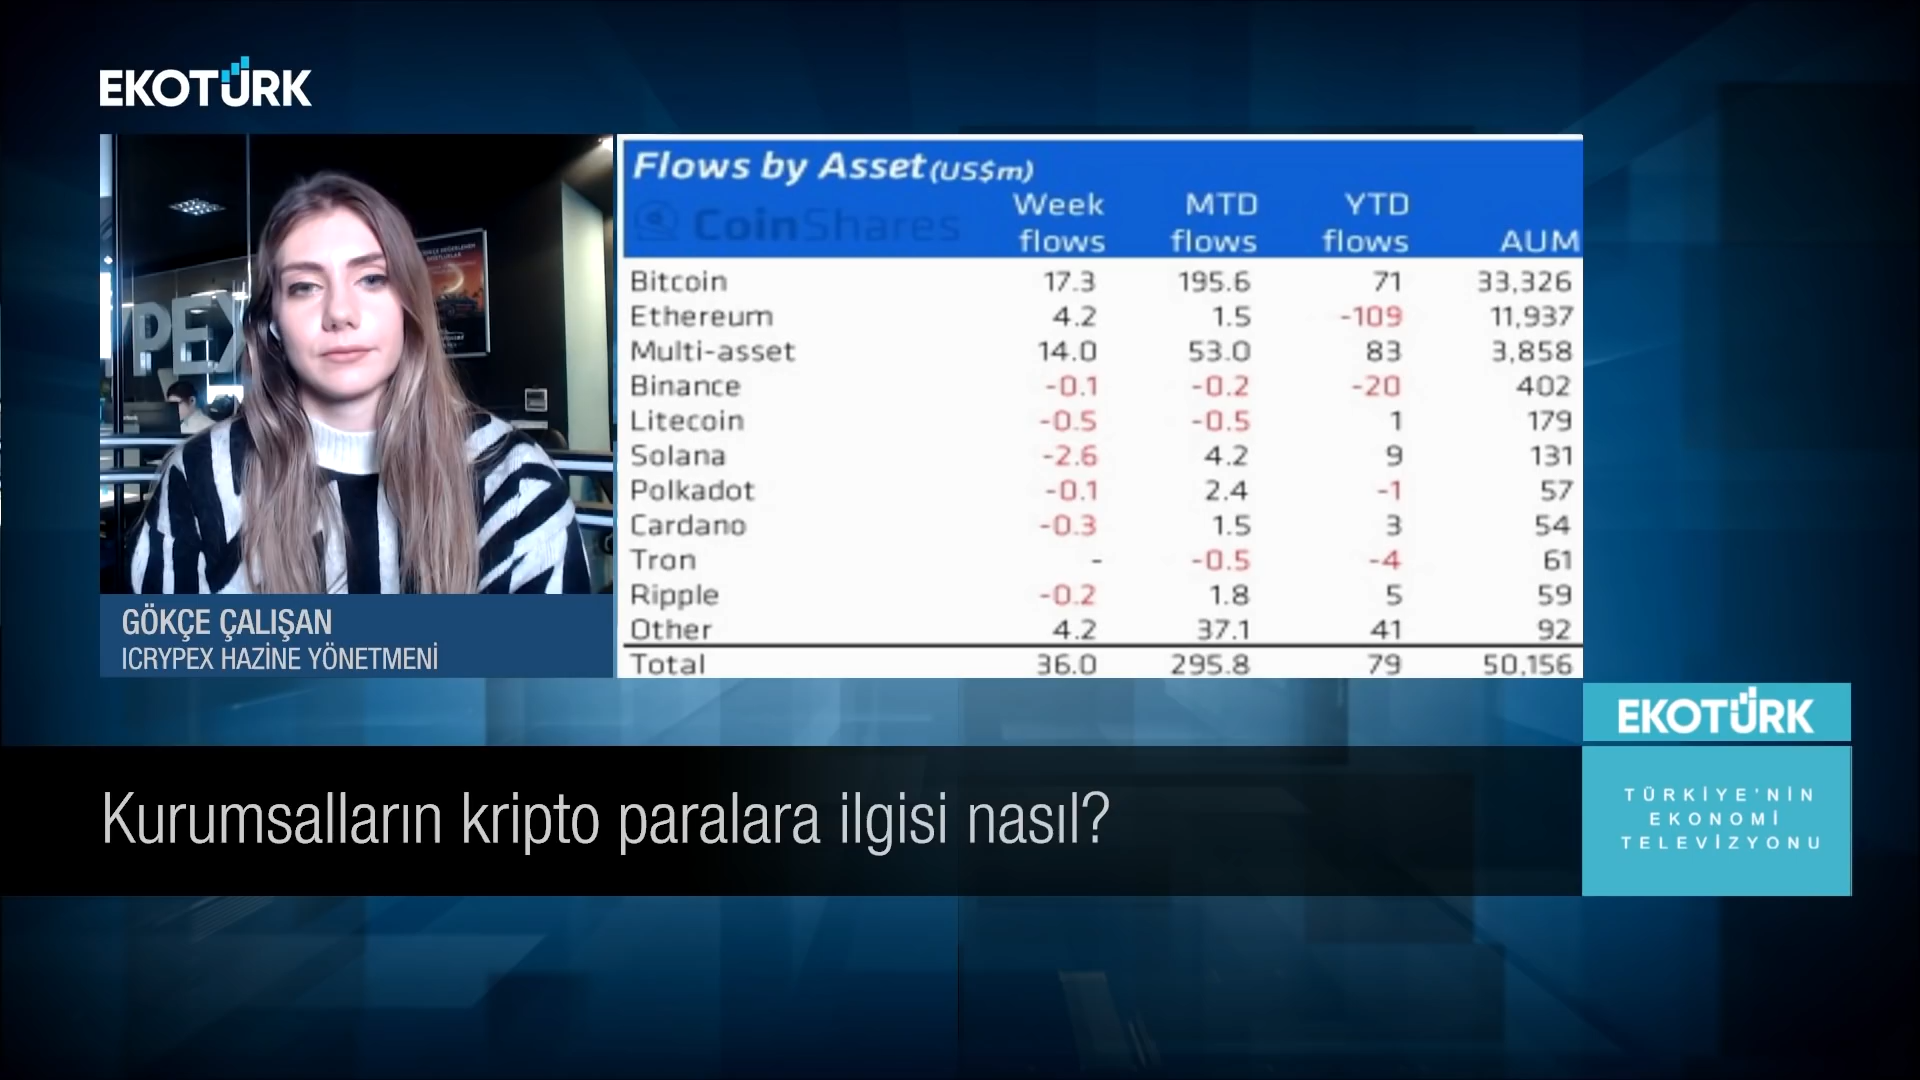 EKOTÜRK
PEX
GÖKÇE ÇALIŞAN
ICRYPEX HAZİNE YÖNETMENİ
Flows by Asset (US$m)
CoinShares
Week flows MTD flows YTD flows AUM
Bitcoin 17.3 195.6 71 33,326
Ethereum 4.2 1.5 -109 11,937
Multi-asset 14.0 53.0 83 3,858
Binance -0.1 -0.2 -20 402
Litecoin -0.5 -0.5 1 179
Solana -2.6 4.2 9 131
Polkadot -0.1 2.4 -1 57
Cardano -0.3 1.5 3 54
Tron - -0.5 -4 61
Ripple -0.2 1.8 5 59
Other 4.2 37.1 41 92
Total 36.0 295.8 79 50,156
EKOTÜRK
TÜRKİYE'NİN
EKONOMİ
TELEVİZYONU
Kurumsalların kripto paralara ilgisi nasıl?